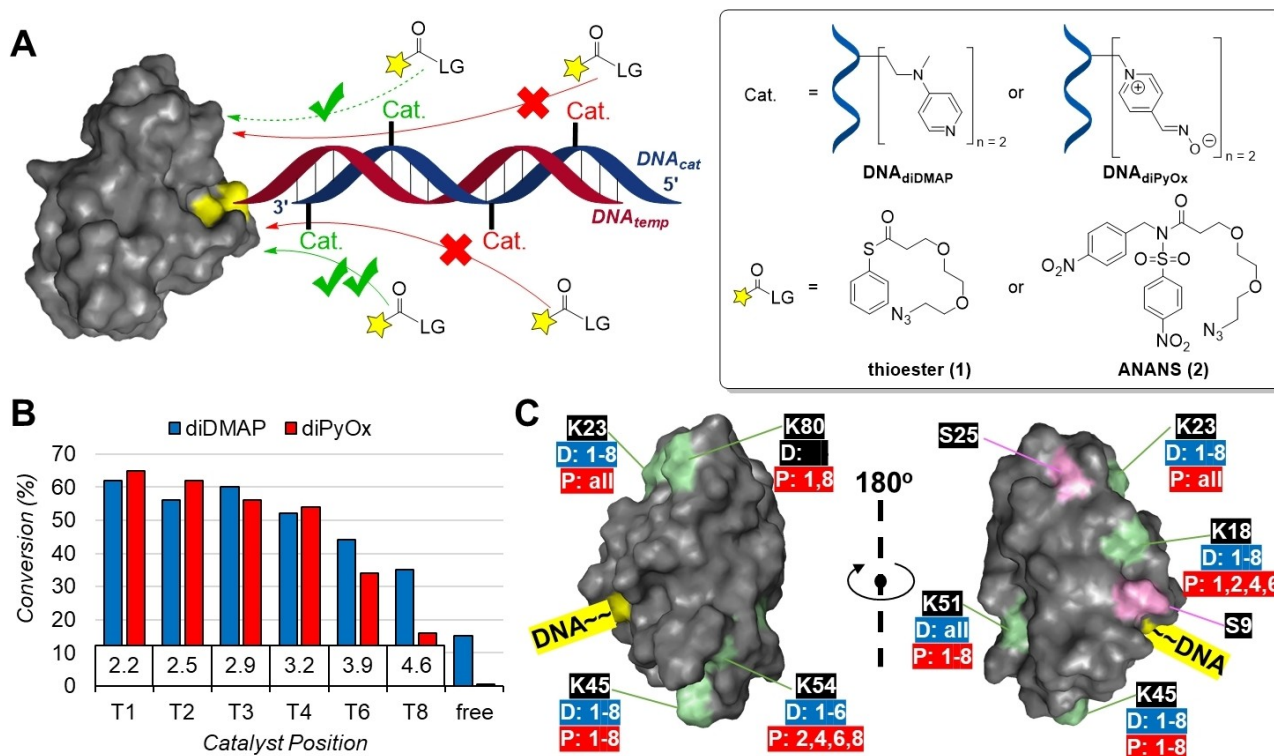 A
O
LG
O
LG
Cat.
Cat.
DNAcat
5'
3'
DNAtemp
Cat.
Cat.
O
LG
O
LG
Cat. =
N
N
n = 2
or
N
+
N
O
⊖
n = 2
DNAdiDMAP
DNAdiPyOx
O
LG
=
O
S
O
O
N3
or
O
N
O
NO2
O=S=O
O
N3
NO2
thioester (1)
ANANS (2)
B
diDMAP diPyOx
Conversion (%)
70
60
50
40
30
20
10
0
2.2 2.5 2.9 3.2 3.9 4.6
T1 T2 T3 T4 T6 T8 free
Catalyst Position
C
K23
D: 1-8
P: all
K80
D:
P: 1,8
DNA~~
K45
D: 1-8
P: 1-8
K54
D: 1-6
P: 2,4,6,8
180º
S25
K23
D: 1-8
P: all
K18
D: 1-8
P: 1,2,4,6
K51
D: all
P: 1-8
S9
~~DNA
K45
D: 1-8
P: 1-8